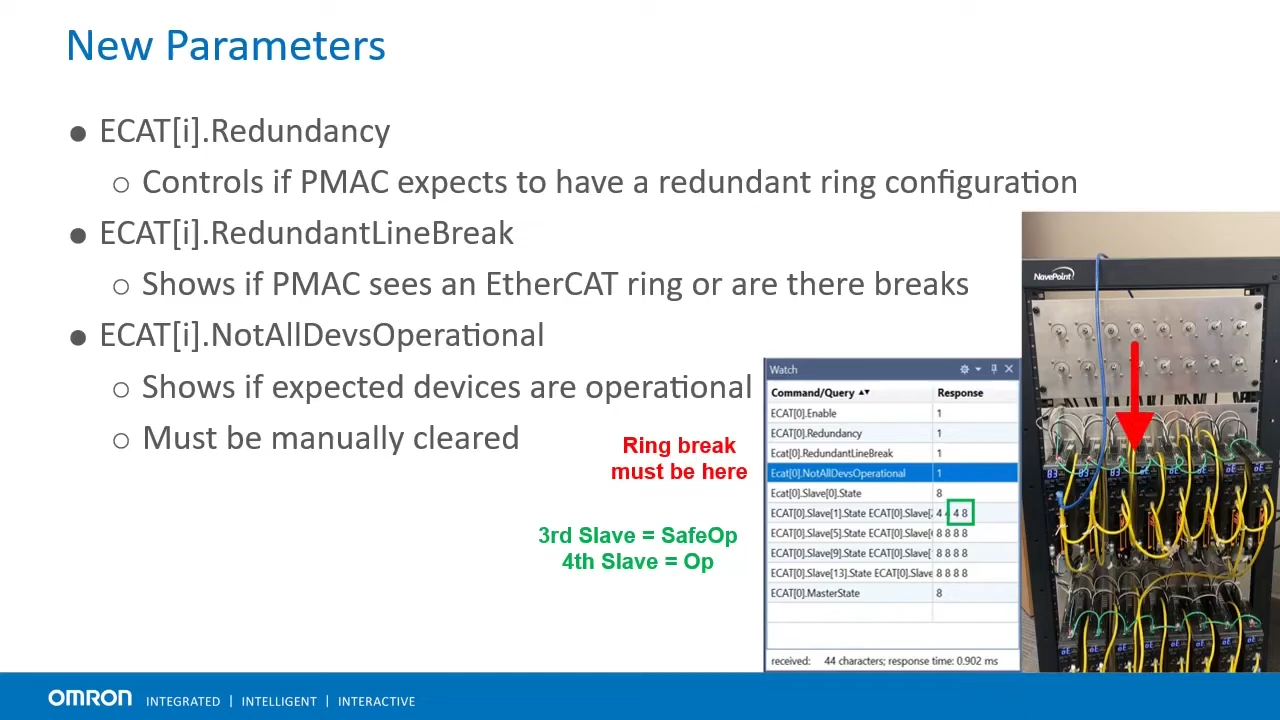 New Parameters
● ECAT[i].Redundancy
○ Controls if PMAC expects to have a redundant ring configuration
● ECAT[i].RedundantLineBreak
○ Shows if PMAC sees an EtherCAT ring or are there breaks
● ECAT[i].NotAllDevsOperational
○ Shows if expected devices are operational
○ Must be manually cleared
Ring break
must be here
3rd Slave = SafeOp
4th Slave = Op
Watch
Command/Query Response
ECAT[0].Enable 1
ECAT[0].Redundancy 1
Ecat[0].RedundantLineBreak 1
Ecat[0].NotAllDevsOperational 1
Ecat[0].Slave[0].State 8
ECAT[0].Slave[1].State ECAT[0].Slave[ 4 4 4 8
ECAT[0].Slave[5].State ECAT[0].Slave[ 8 8 8 8
ECAT[0].Slave[9].State ECAT[0].Slave[ 8 8 8 8
ECAT[0].Slave[13].State ECAT[0].Slave 8 8 8 8
ECAT[0].MasterState 8
received: 44 characters; response time: 0.902 ms
NavePoint
OMRON INTEGRATED | INTELLIGENT | INTERACTIVE